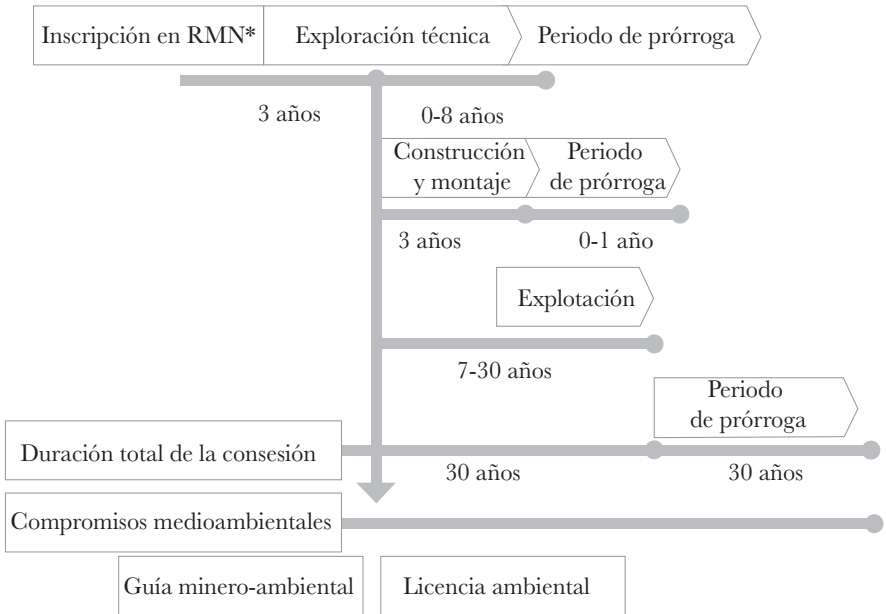 Inscripción en RMN*
Exploración técnica
Periodo de prórroga
3 años
0-8 años
Construcción
y montaje
Periodo
de prórroga
3 años
0-1 año
Explotación
7-30 años
Periodo
de prórroga
Duración total de la consesión
30 años
30 años
Compromisos medioambientales
Guía minero-ambiental
Licencia ambiental